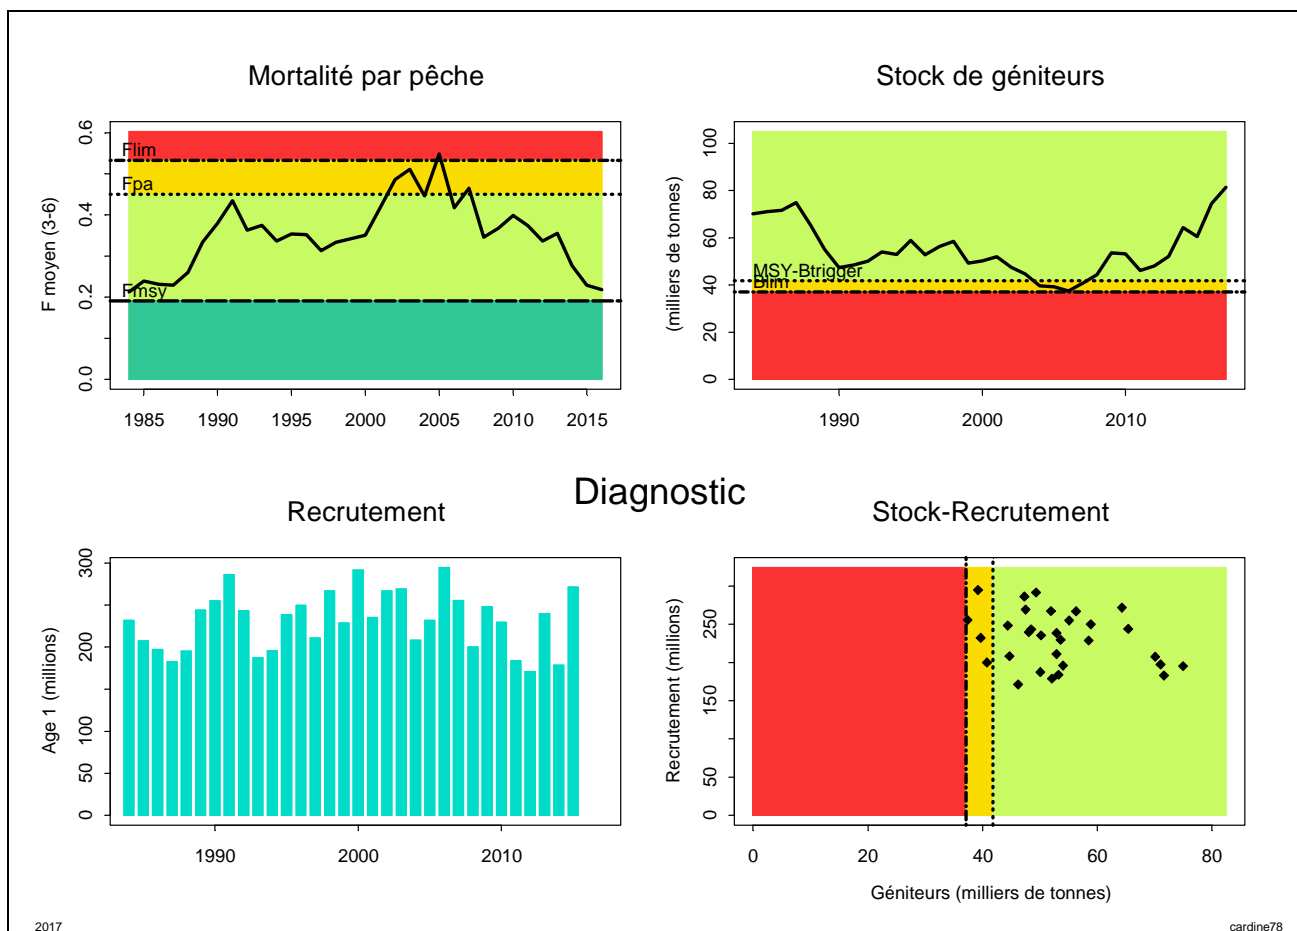 Mortalité par pêche
F moyen (3-6)
0.0
0.2
0.4
0.6
Flim
Fpa
Fmsy
1985 1990 1995 2000 2005 2010 2015
Stock de géniteurs
(milliers de tonnes)
0
20
40
60
80
100
MSY-Btrigger
Blim
1990 2000 2010
Diagnostic
Recrutement
Age 1 (millions)
0
50
100
200
300
1990 2000 2010
Stock-Recrutement
Recrutement (millions)
0
50
150
250
0 20 40 60 80
Géniteurs (milliers de tonnes)
2017
cardine78